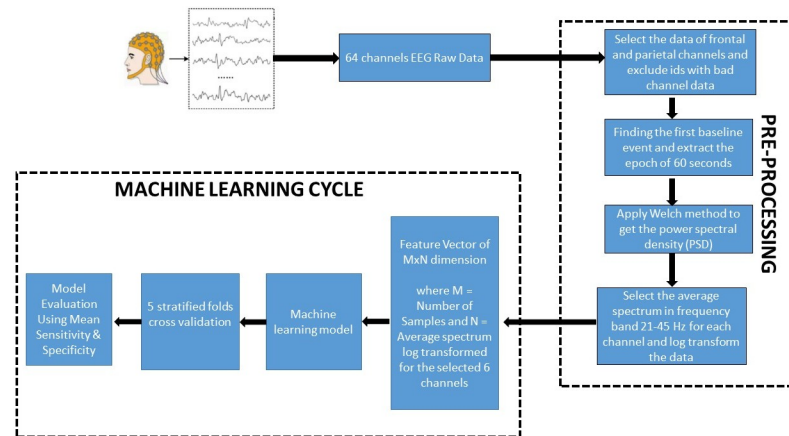 ......
64 channels EEG Raw Data
Select the data of frontal
and parietal channels and
exclude ids with bad
channel data
Finding the first baseline
event and extract the
epoch of 60 seconds
Apply Welch method to
get the power spectral
density (PSD)
Select the average
spectrum in frequency
band 21-45 Hz for each
channel and log transform
the data
PRE-PROCESSING
MACHINE LEARNING CYCLE
Feature Vector of
MxN dimension
where M =
Number of
Samples and N =
Average spectrum
log transformed
for the selected 6
channels
Machine
learning model
5 stratified folds
cross validation
Model
Evaluation
Using Mean
Sensitivity &
Specificity